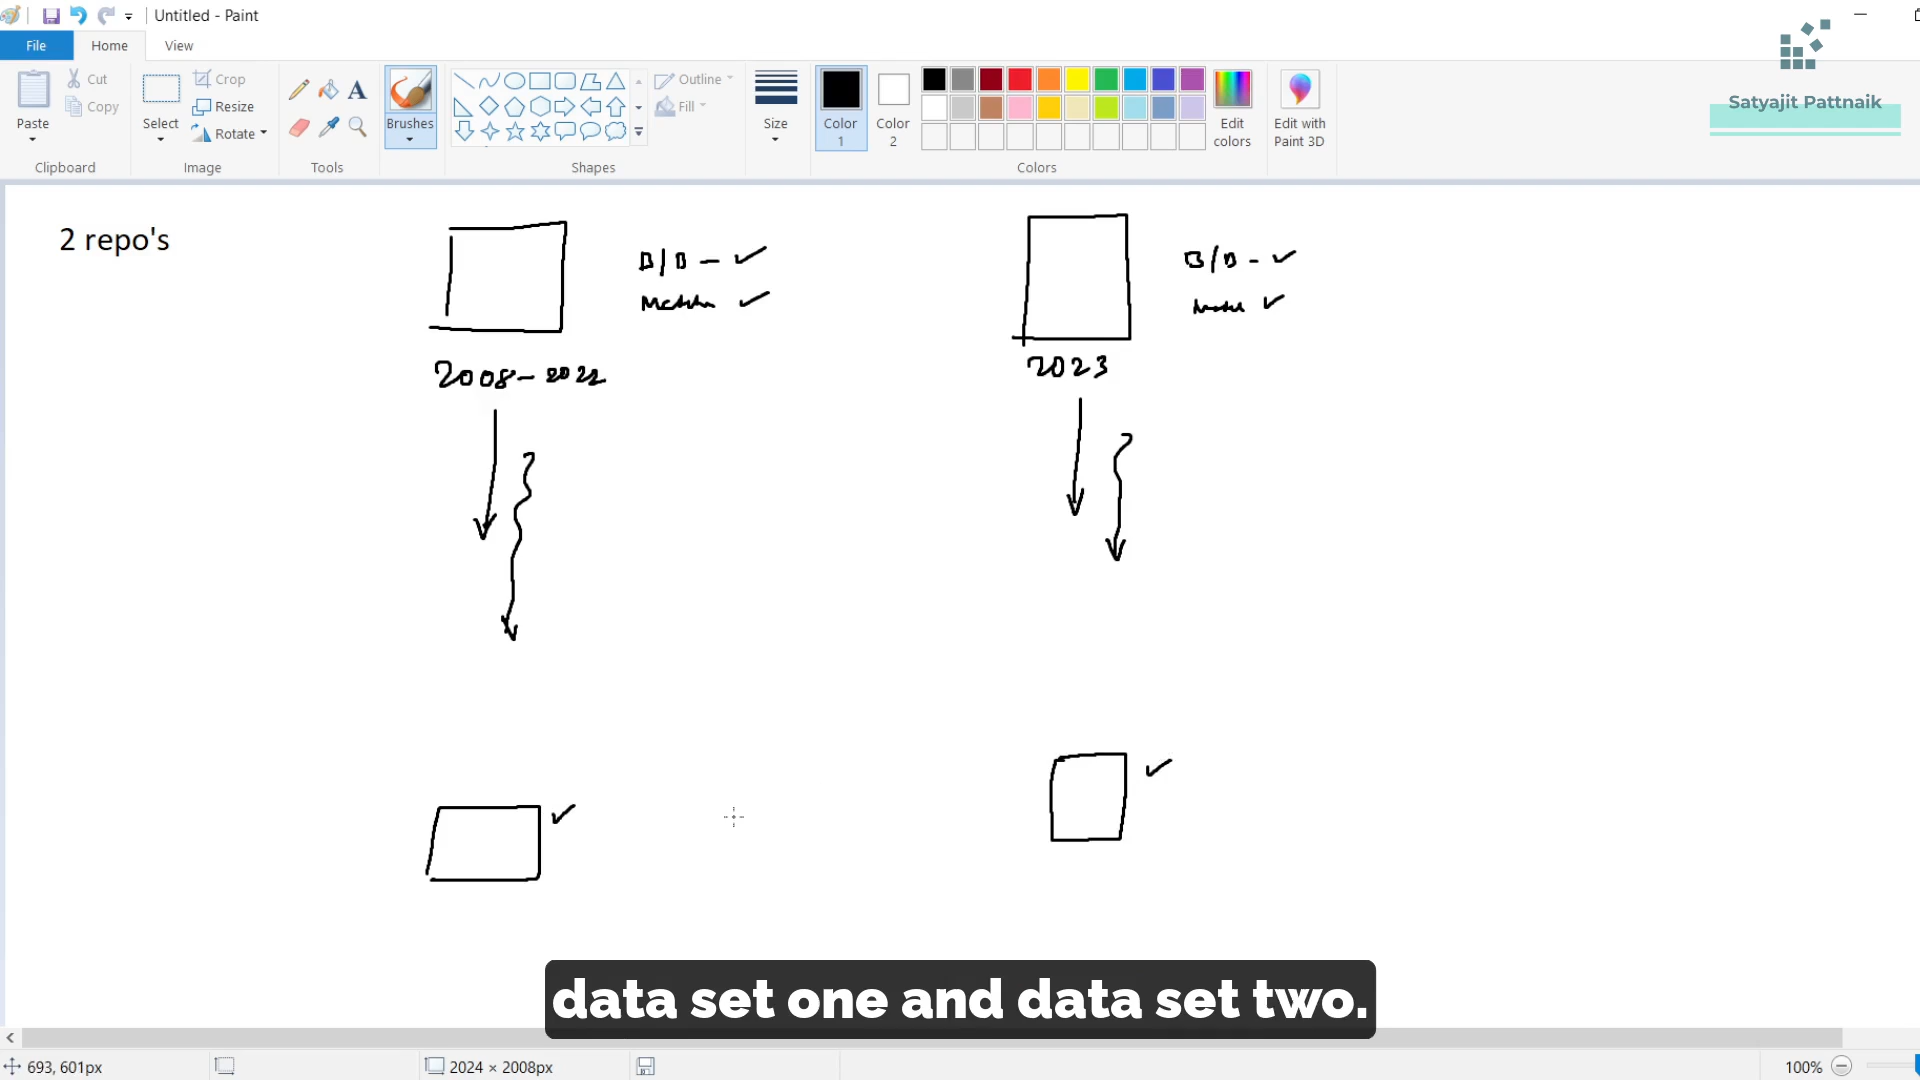 Untitled - Paint
File Home View
Paste
Cut
Copy
Clipboard
Select
Crop
Resize
Rotate
Image
Tools
Brushes
Outline
Fill
Shapes
Size
Color 1
Color 2
Edit colors
Colors
Edit with Paint 3D
Satyajit Pattnaik
2 repo's
B/B - ✓
B/B - ✓
2008-2022
2023
data set one and data set two.
693, 601px
2024 × 2008px
100%